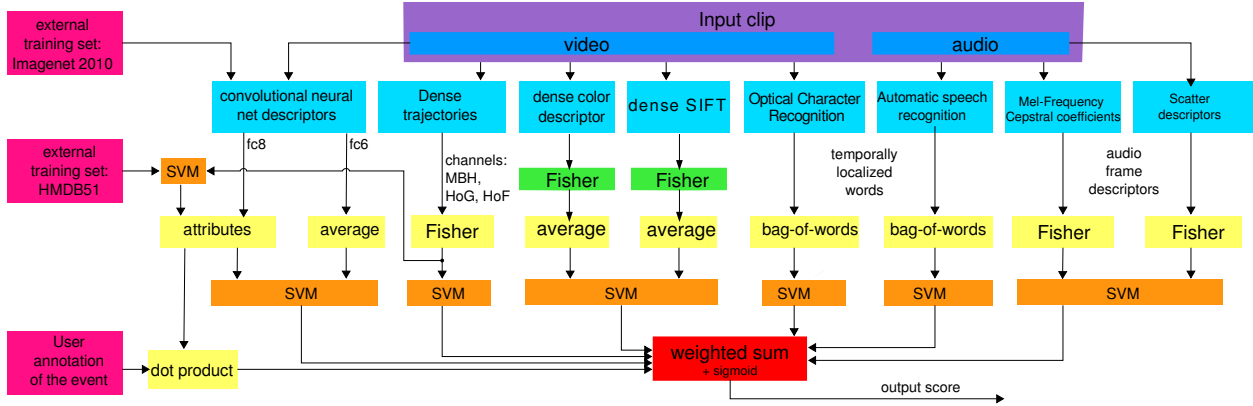 Input clip
video
audio
external
training set:
Imagenet 2010
convolutional neural
net descriptors
Dense
trajectories
dense color
descriptor
dense SIFT
Optical Character
Recognition
Automatic speech
recognition
Mel-Frequency
Cepstral coefficients
Scatter
descriptors
fc8
fc6
external
training set:
HMDB51
SVM
channels:
MBH,
HoG, HoF
Fisher
Fisher
temporally
localized
words
audio
frame
descriptors
attributes
average
Fisher
average
average
bag-of-words
bag-of-words
Fisher
Fisher
SVM
SVM
SVM
SVM
SVM
SVM
User
annotation
of the event
dot product
weighted sum
+ sigmoid
output score